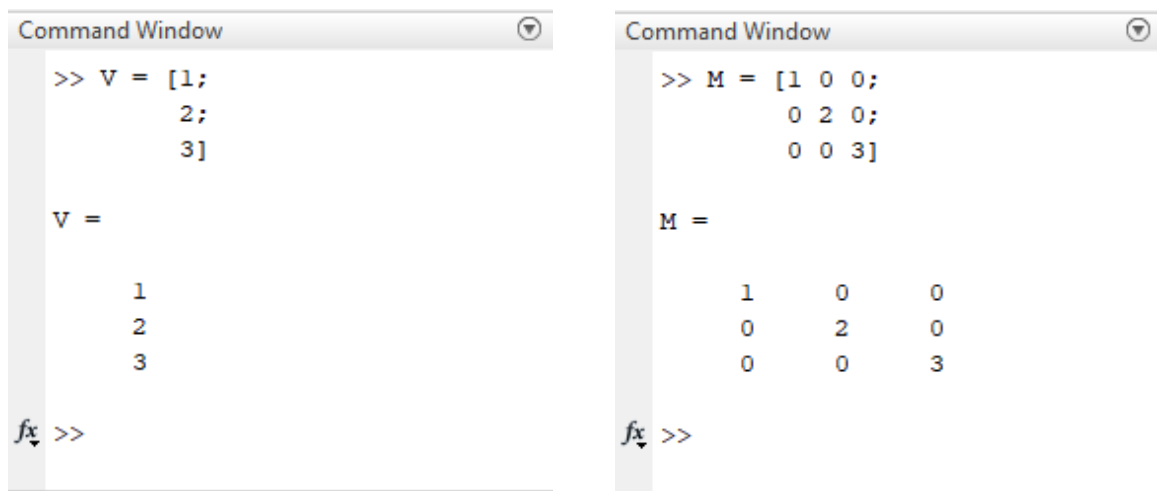 Command Window
>> V = [1;
2;
3]
V =
1
2
3
fx >>
Command Window
>> M = [1 0 0;
0 2 0;
0 0 3]
M =
1 0 0
0 2 0
0 0 3
fx >>